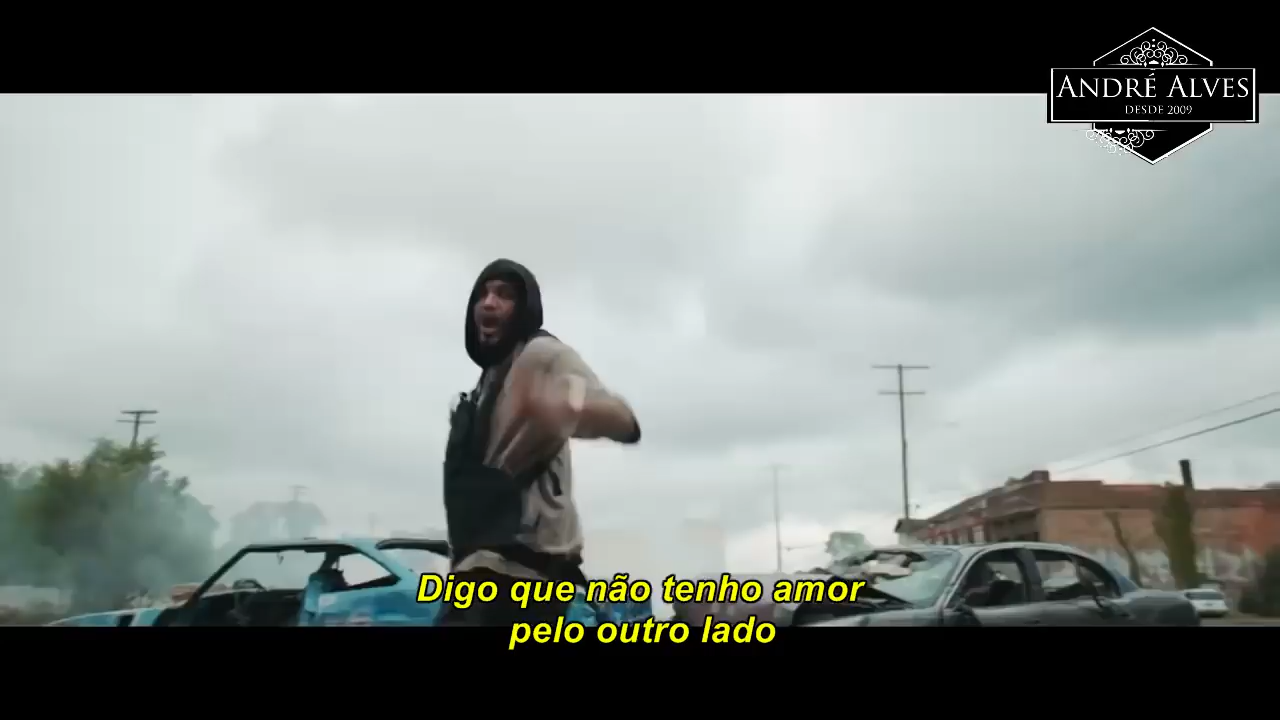 ANDRÉ ALVES
DESDE 2009
Digo que não tenho amor
pelo outro lado